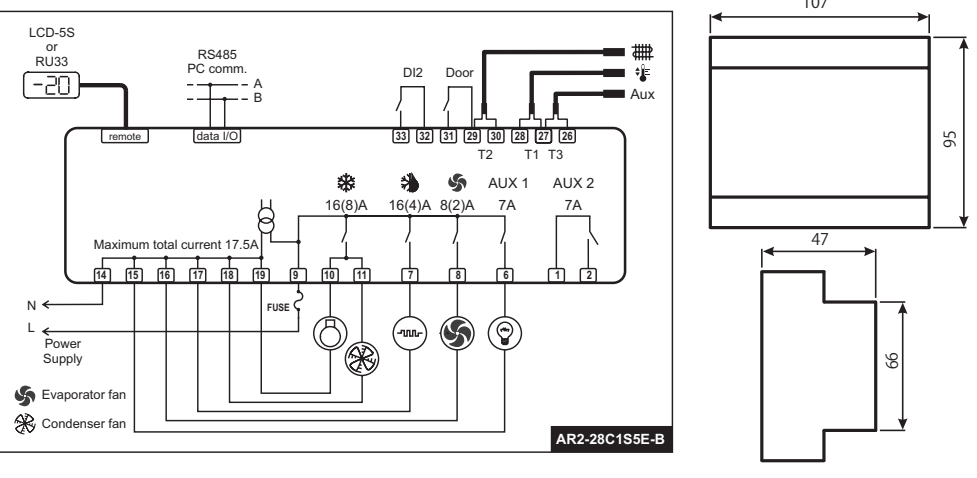 LCD-5S
or
RU33
-20
RS485
PC comm.
A
B
DI2
Door
Aux
remote
data I/O
33 32 31 29 30 28 27 26
T2 T1 T3
AUX 1 AUX 2
16(8)A 16(4)A 8(2)A 7A 7A
Maximum total current 17.5A
14 15 16 17 18 19 9 10 11 7 8 6 1 2
N
FUSE
L
Power
Supply
Evaporator fan
Condenser fan
AR2-28C1S5E-B
107
95
47
66